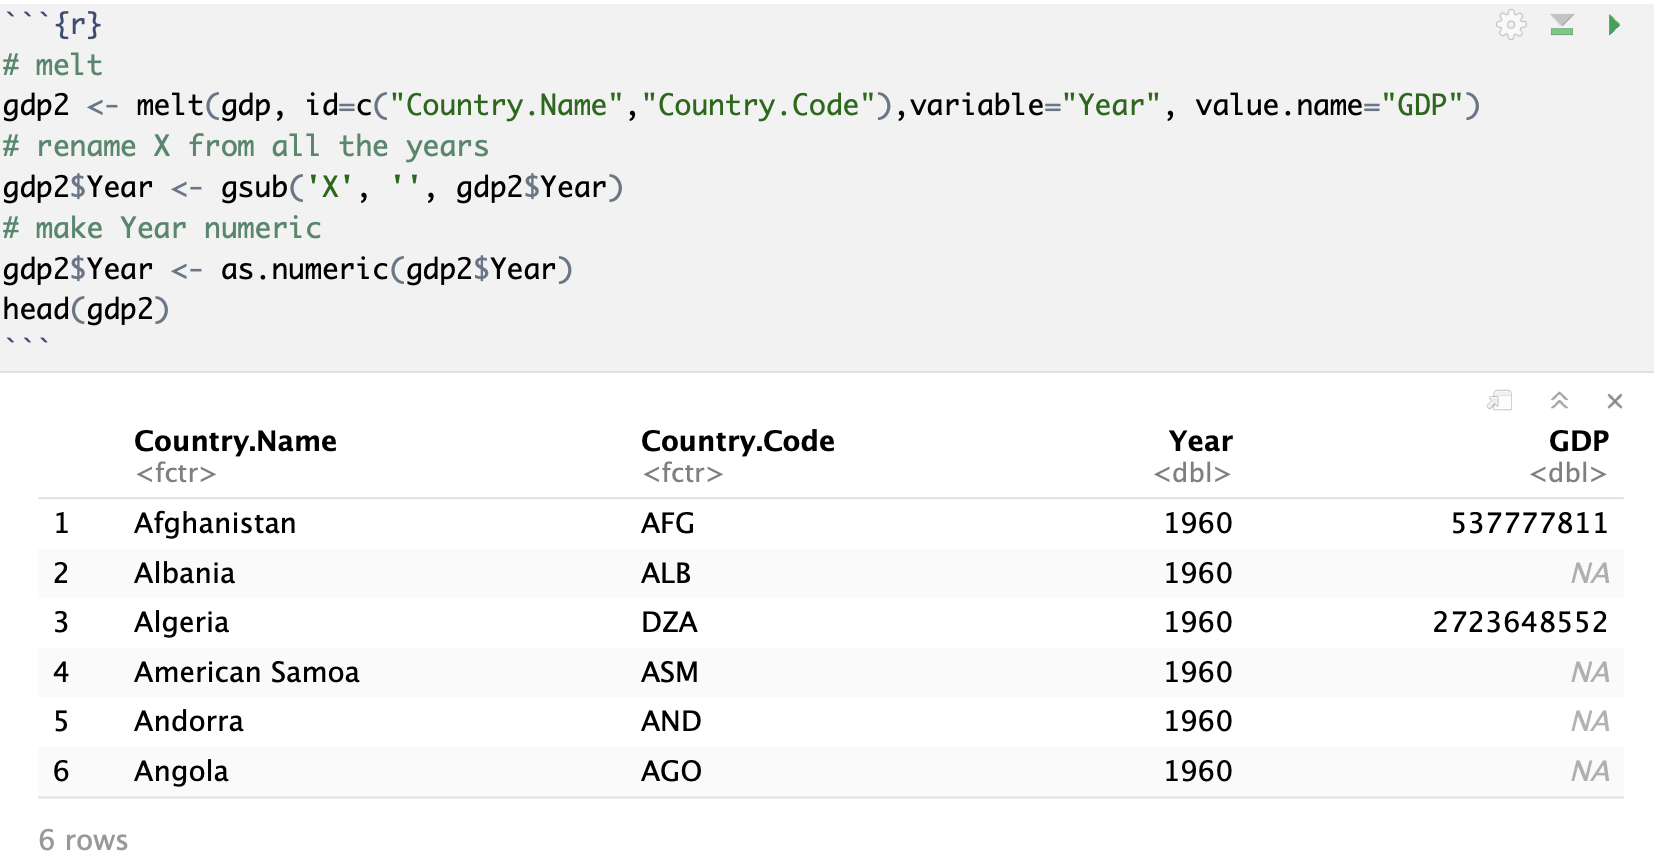 ```{r}
# melt
gdp2 <- melt(gdp, id=c("Country.Name","Country.Code"),variable="Year", value.name="GDP")
# rename X from all the years
gdp2$Year <- gsub('X', '', gdp2$Year)
# make Year numeric
gdp2$Year <- as.numeric(gdp2$Year)
head(gdp2)
```
Country.Name Country.Code Year GDP
<fctr> <fctr> <dbl> <dbl>
1 Afghanistan AFG 1960 537777811
2 Albania ALB 1960 NA
3 Algeria DZA 1960 2723648552
4 American Samoa ASM 1960 NA
5 Andorra AND 1960 NA
6 Angola AGO 1960 NA
6 rows